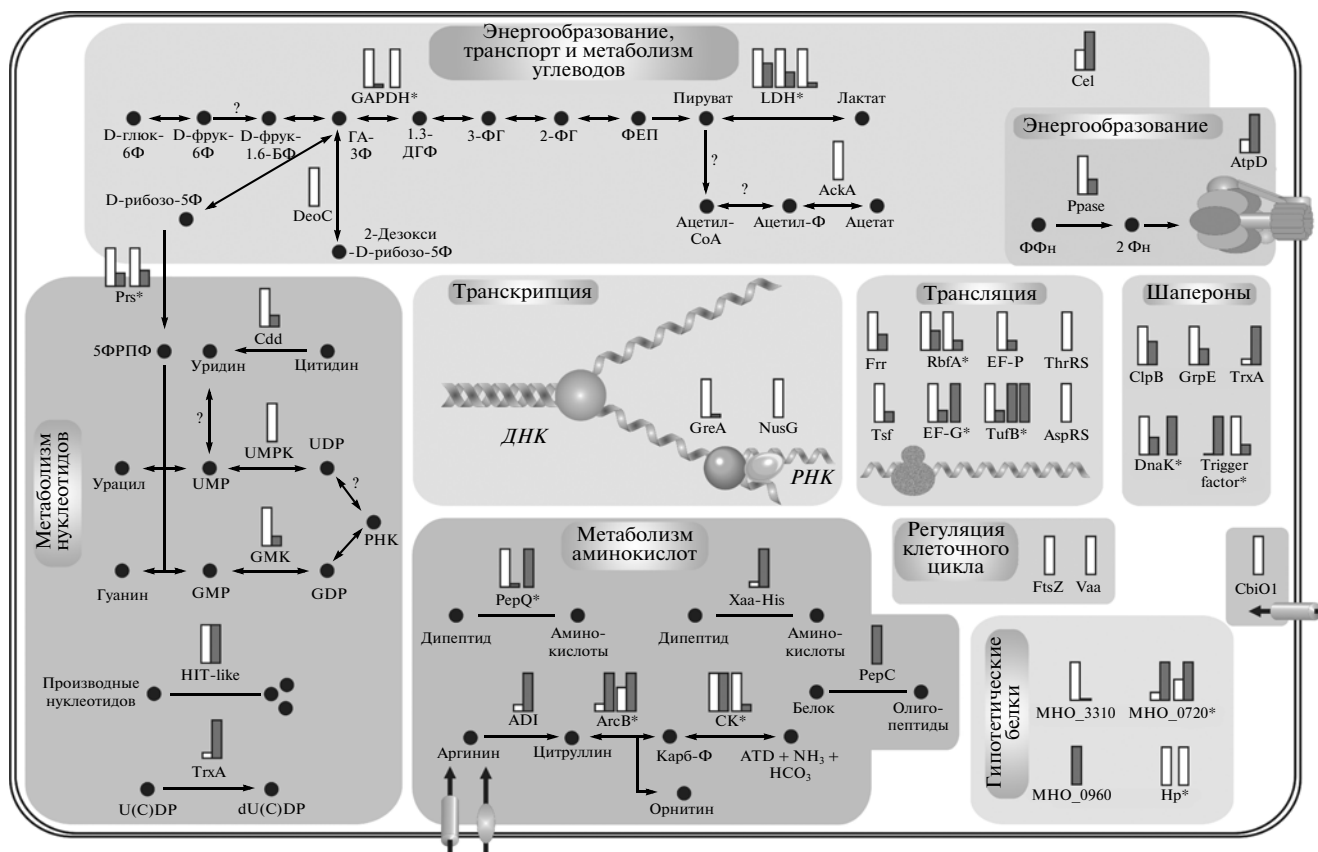 Энергообразование,
транспорт и метаболизм
углеводов
GAPDH*
LDH*
Cel
D-глюк-
6Ф
?
D-фрук-
6Ф
D-фрук-
1.6-БФ
ГА-
3Ф
1.3-
ДГФ
3-ФГ
2-ФГ
ФЕП
Пируват
Лактат
D-рибозо-5Ф
DeoC
2-Дезокси
-D-рибозо-5Ф
?
?
AckA
Ацетил-
CoA
Ацетил-Ф
Ацетат
Энергообразование
AtpD
Ppase
ФФн
2 Фн
Prs*
Метаболизм
нуклеотидов
Cdd
5ФРПФ
Уридин
Цитидин
?
UMPK
UDP
Урацил
UMP
?
РНК
GMK
Гуанин
GMP
GDP
HIT-like
Производные
нуклеотидов
TrxA
U(C)DP
dU(C)DP
Транскрипция
ДНК
GreA
NusG
РНК
Трансляция
Frr
RbfA*
EF-P
ThrRS
Tsf
EF-G*
TufB*
AspRS
Шапероны
ClpB
GrpE
TrxA
DnaK*
Trigger
factor*
Метаболизм
аминокислот
PepQ*
Xaa-His
Дипептид
Амино-
кислоты
Дипептид
Амино-
кислоты
PepC
Белок
Олиго-
пептиды
ADI
ArcB*
CK*
Аргинин
Цитруллин
Карб-Ф
ATD + NH₃ +
HCO₃
Орнитин
Регуляция
клеточного
цикла
FtsZ
Vaa
CbiO1
Гипотетические
белки
MHO_3310
MHO_0720*
MHO_0960
Hp*